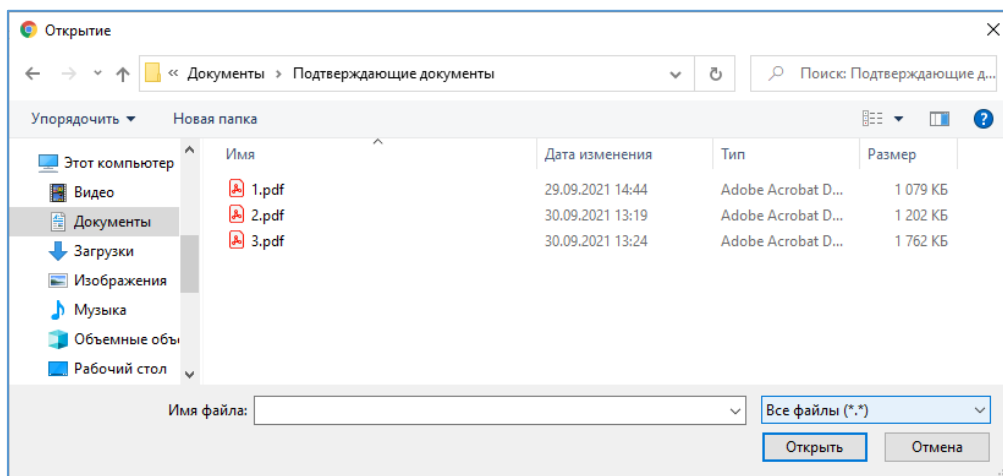 Открытие
« Документы › Подтверждающие документы
Поиск: Подтверждающие д...
Упорядочить Новая папка
Этот компьютер
Видео
Документы
Загрузки
Изображения
Музыка
Объемные объ
Рабочий стол
Имя Дата изменения Тип Размер
1.pdf 29.09.2021 14:44 Adobe Acrobat D... 1 079 КБ
2.pdf 30.09.2021 13:19 Adobe Acrobat D... 1 202 КБ
3.pdf 30.09.2021 13:24 Adobe Acrobat D... 1 762 КБ
Имя файла: Все файлы (*.*)
Открыть Отмена